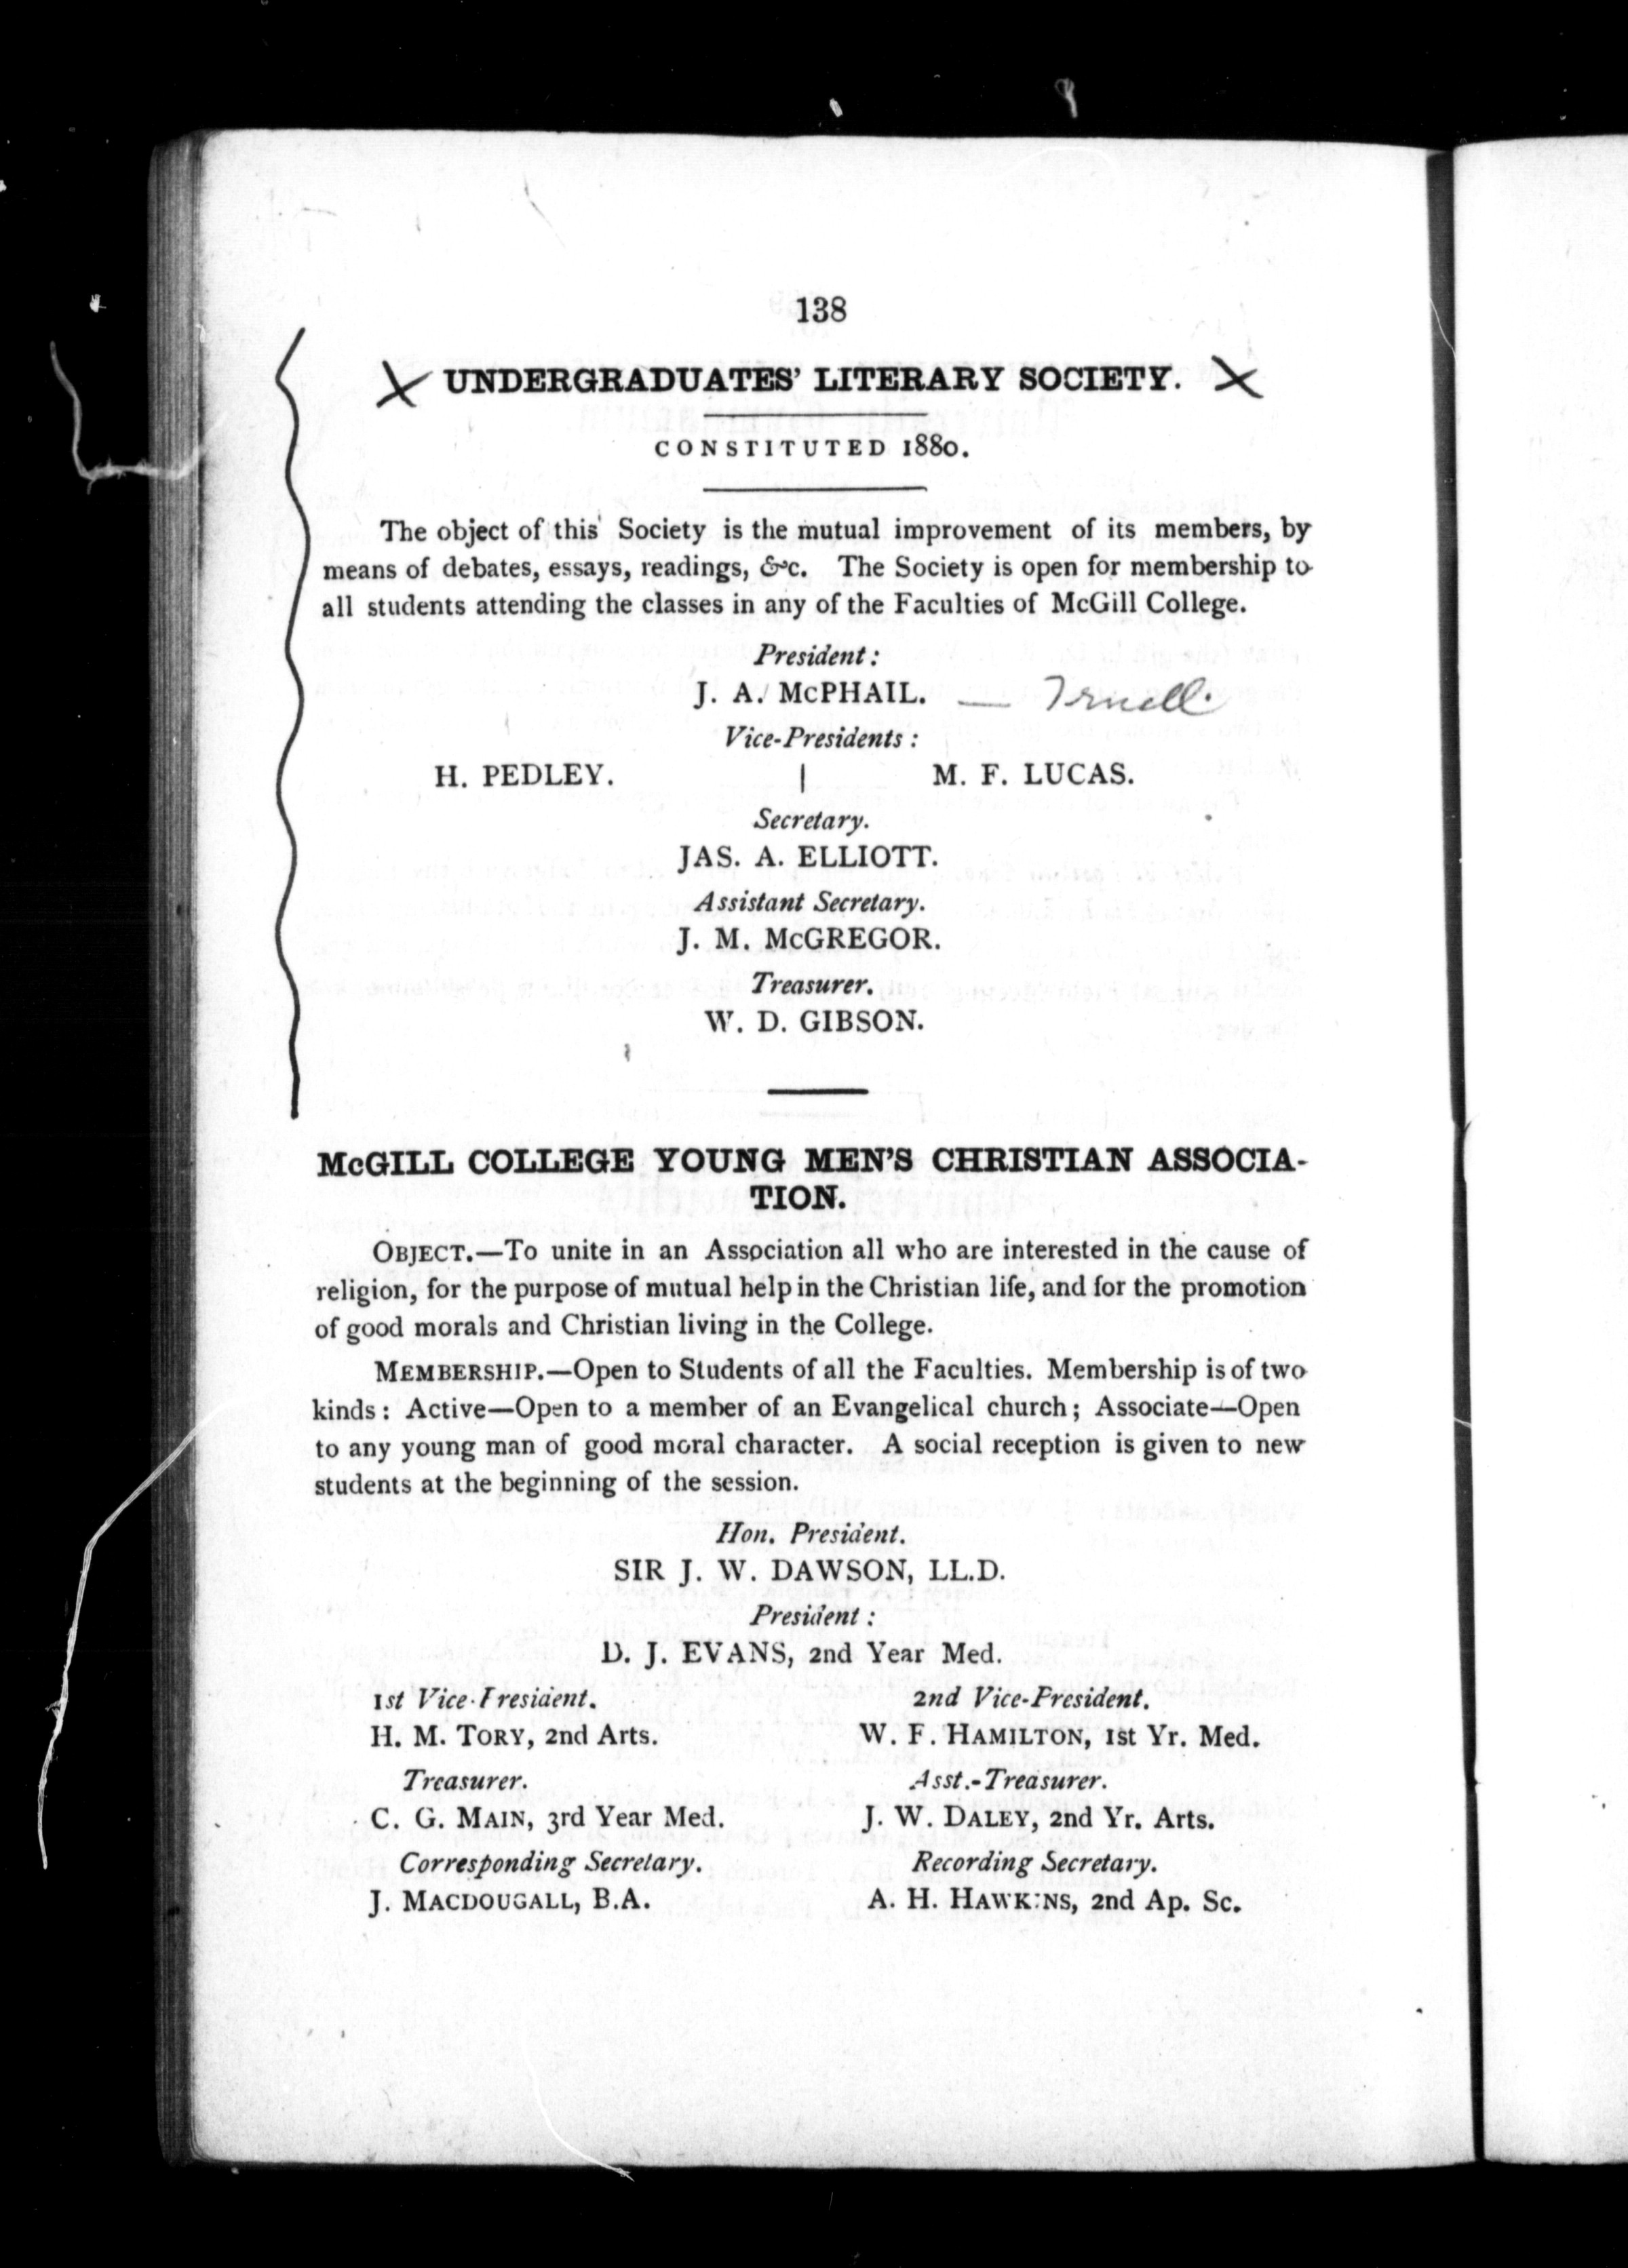 138
UNDERGRADUATES' LITERARY SOCIETY.
CONSTITUTED 1880.
The object of this Society is the mutual improvement of its members, by
means of debates, essays, readings, &c. The Society is open for membership to
all students attending the classes in any of the Faculties of McGill College.
President:
J. A. McPHAIL. —
Vice-Presidents:
H. PEDLEY. | M. F. LUCAS.
Secretary.
JAS. A. ELLIOTT.
Assistant Secretary.
J. M. McGREGOR.
Treasurer.
W. D. GIBSON.
McGILL COLLEGE YOUNG MEN'S CHRISTIAN ASSOCIA-
TION.
OBJECT.—To unite in an Association all who are interested in the cause of
religion, for the purpose of mutual help in the Christian life, and for the promotion
of good morals and Christian living in the College.
MEMBERSHIP.—Open to Students of all the Faculties. Membership is of two
kinds: Active—Open to a member of an Evangelical church; Associate—Open
to any young man of good moral character. A social reception is given to new
students at the beginning of the session.
Hon. President.
SIR J. W. DAWSON, LL.D.
President:
D. J. EVANS, 2nd Year Med.
1st Vice-President. 2nd Vice-President.
H. M. TORY, 2nd Arts. W. F. HAMILTON, 1st Yr. Med.
Treasurer. Asst.-Treasurer.
C. G. MAIN, 3rd Year Med. J. W. DALEY, 2nd Yr. Arts.
Corresponding Secretary. Recording Secretary.
J. MACDOUGALL, B.A. A. H. HAWKINS, 2nd Ap. Sc.